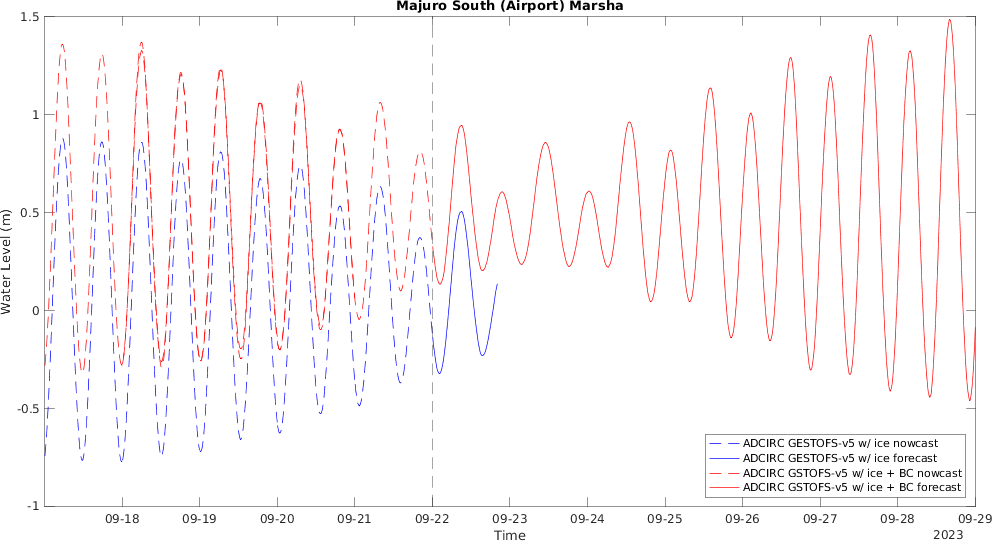 Majuro South (Airport) Marsha
Water Level (m)
1.5
1
0.5
0
-0.5
-1
09-18
09-19
09-20
09-21
09-22
09-23
09-24
09-25
09-26
09-27
09-28
09-29
Time
2023
ADCIRC GESTOFS-v5 w/ ice nowcast
ADCIRC GESTOFS-v5 w/ ice forecast
ADCIRC GSTOFS-v5 w/ ice + BC nowcast
ADCIRC GSTOFS-v5 w/ ice + BC forecast